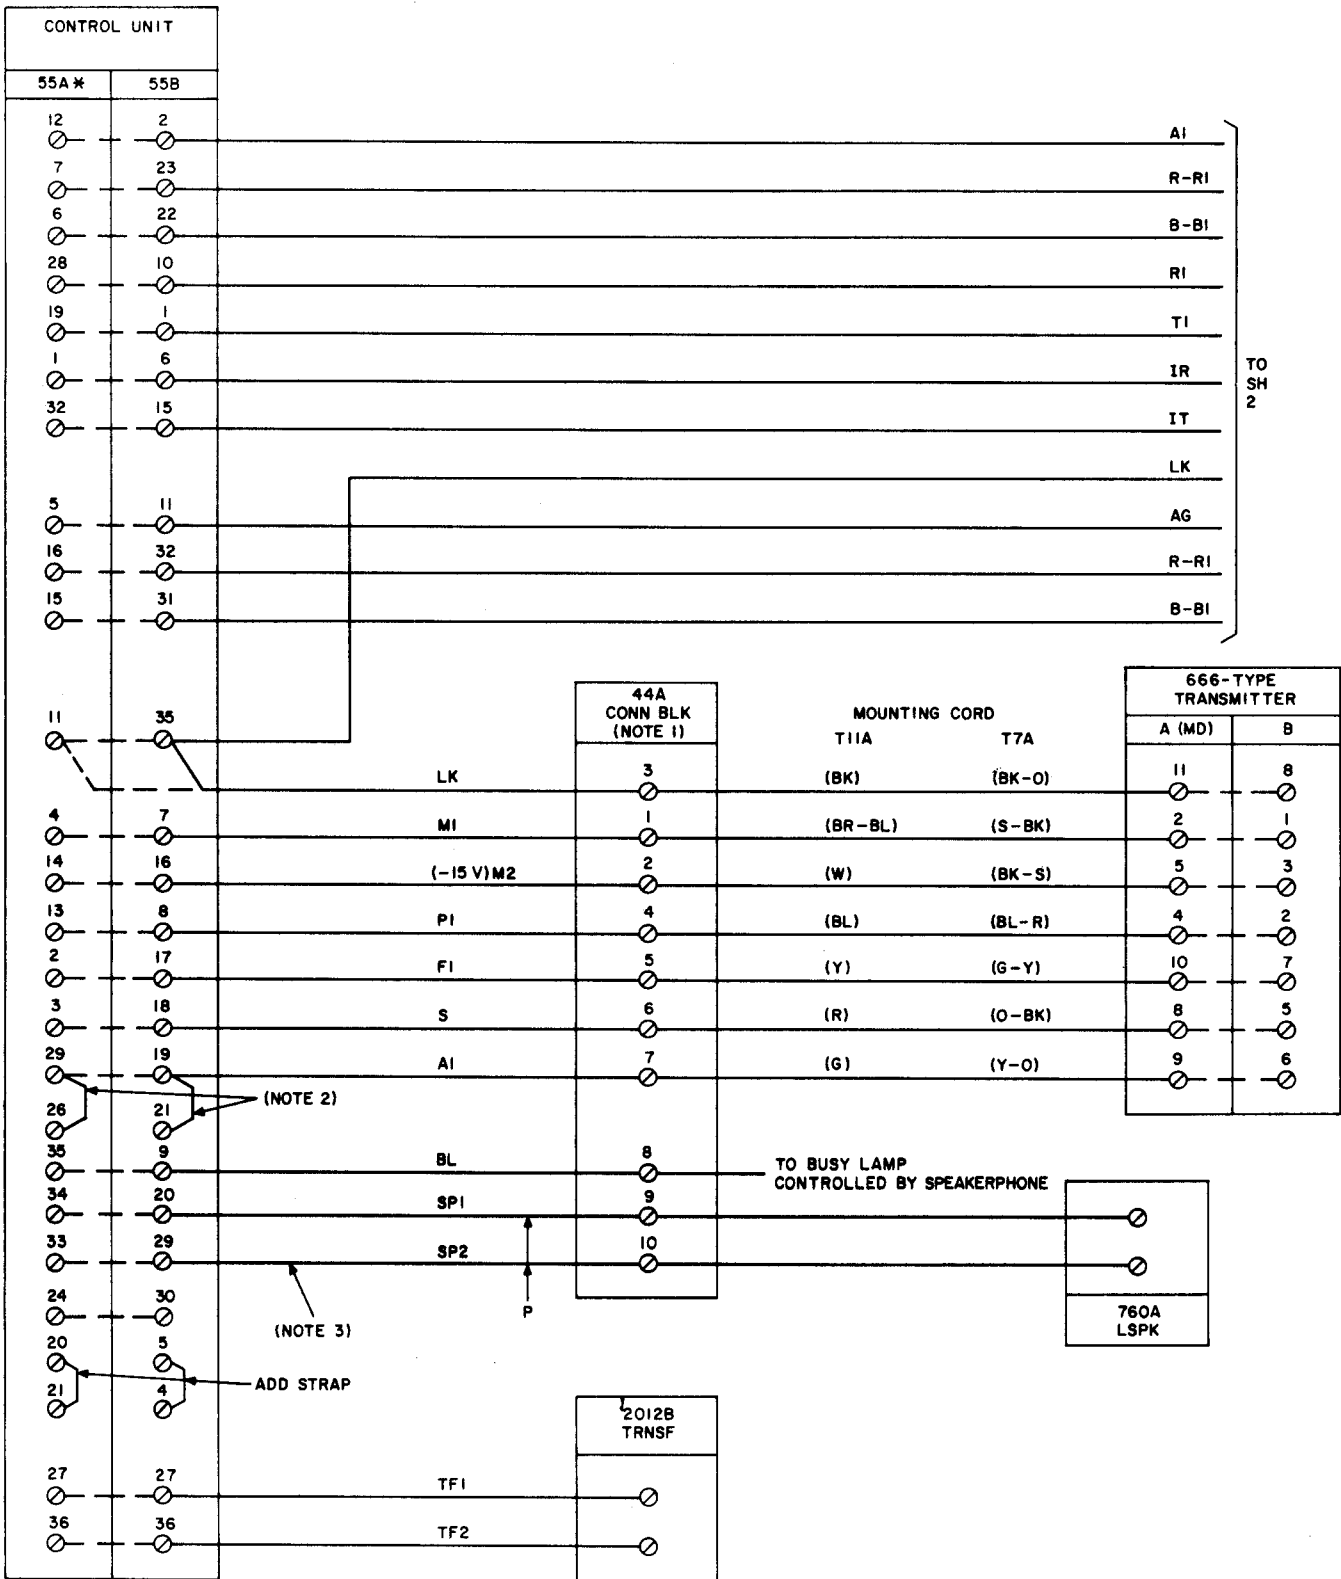 CONTROL UNIT
55A* 55B
12 2 A1
7 23 R-R1
6 22 B-B1
28 10 R1
19 1 T1
1 6 IR
32 15 IT
TO
SH
2
LK
5 11 AG
16 32 R-R1
15 31 B-B1
44A
CONN BLK
(NOTE 1)
MOUNTING CORD
T11A T7A
666-TYPE
TRANSMITTER
A (MD) B
11 35
LK 3 (BK) (BK-O) 11 8
4 7 M1 1 (BR-BL) (S-BK) 2 1
14 16 (-15 V) M2 2 (W) (BK-S) 5 3
13 8 P1 4 (BL) (BL-R) 4 2
2 17 F1 5 (Y) (G-Y) 10 7
3 18 S 6 (R) (O-BK) 8 5
29 19 A1 7 (G) (Y-O) 9 6
(NOTE 2)
26 21
35 9 BL 8 TO BUSY LAMP
CONTROLLED BY SPEAKERPHONE
34 20 SP1 9
33 29 SP2 10
P
24 30
(NOTE 3)
760A
LSPK
20 5
ADD STRAP
21 4
2012B
TRNSF
27 27 TF1
36 36 TF2